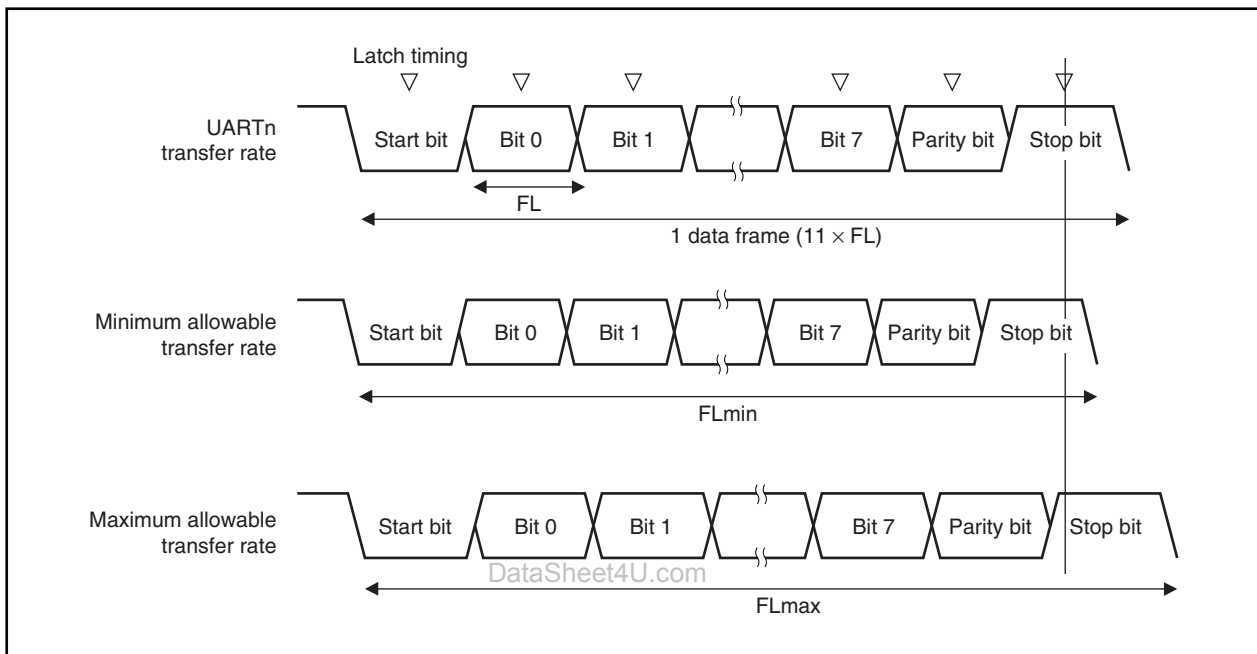 Latch timing
UARTn
transfer rate
Start bit
Bit 0
Bit 1
Bit 7
Parity bit
Stop bit
FL
1 data frame (11 × FL)
Minimum allowable
transfer rate
Start bit
Bit 0
Bit 1
Bit 7
Parity bit
Stop bit
FLmin
Maximum allowable
transfer rate
Start bit
Bit 0
Bit 1
Bit 7
Parity bit
Stop bit
DataSheet4U.com
FLmax